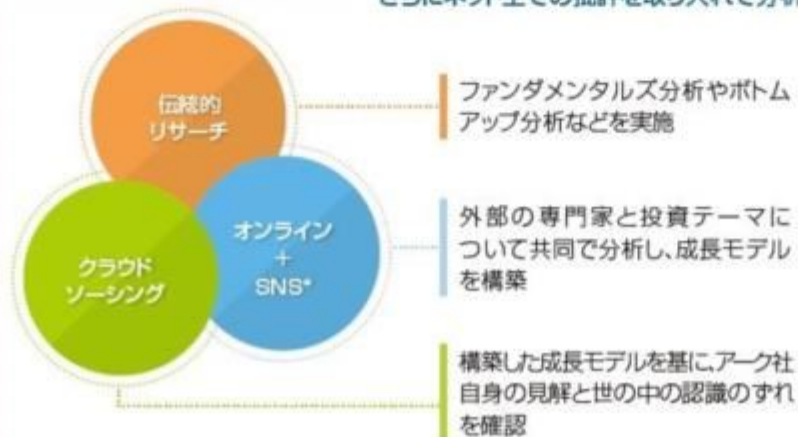 伝統的
リサーチ
ファンダメンタルズ分析やボトム
アップ分析などを実施
オンライン
+
SNS*
外部の専門家と投資テーマに
ついて共同で分析し、成長モデル
を構築
クラウド
ソーシング
構築した成長モデルを基に、アーク社
自身の見解と世の中の認識のずれ
を確認